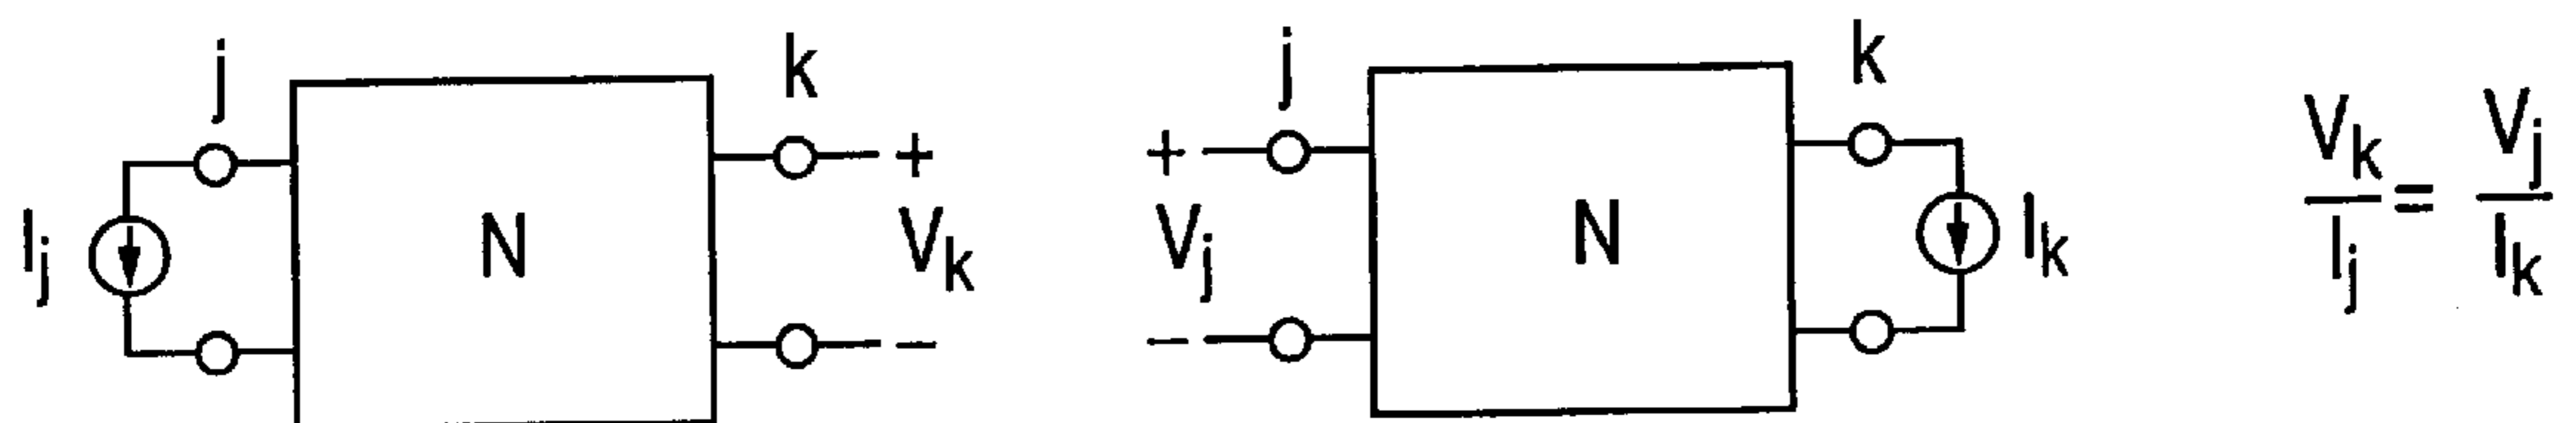 j k j k
I_j N + V_k - + V_j - N I_k V_k/I_j = V_j/I_k